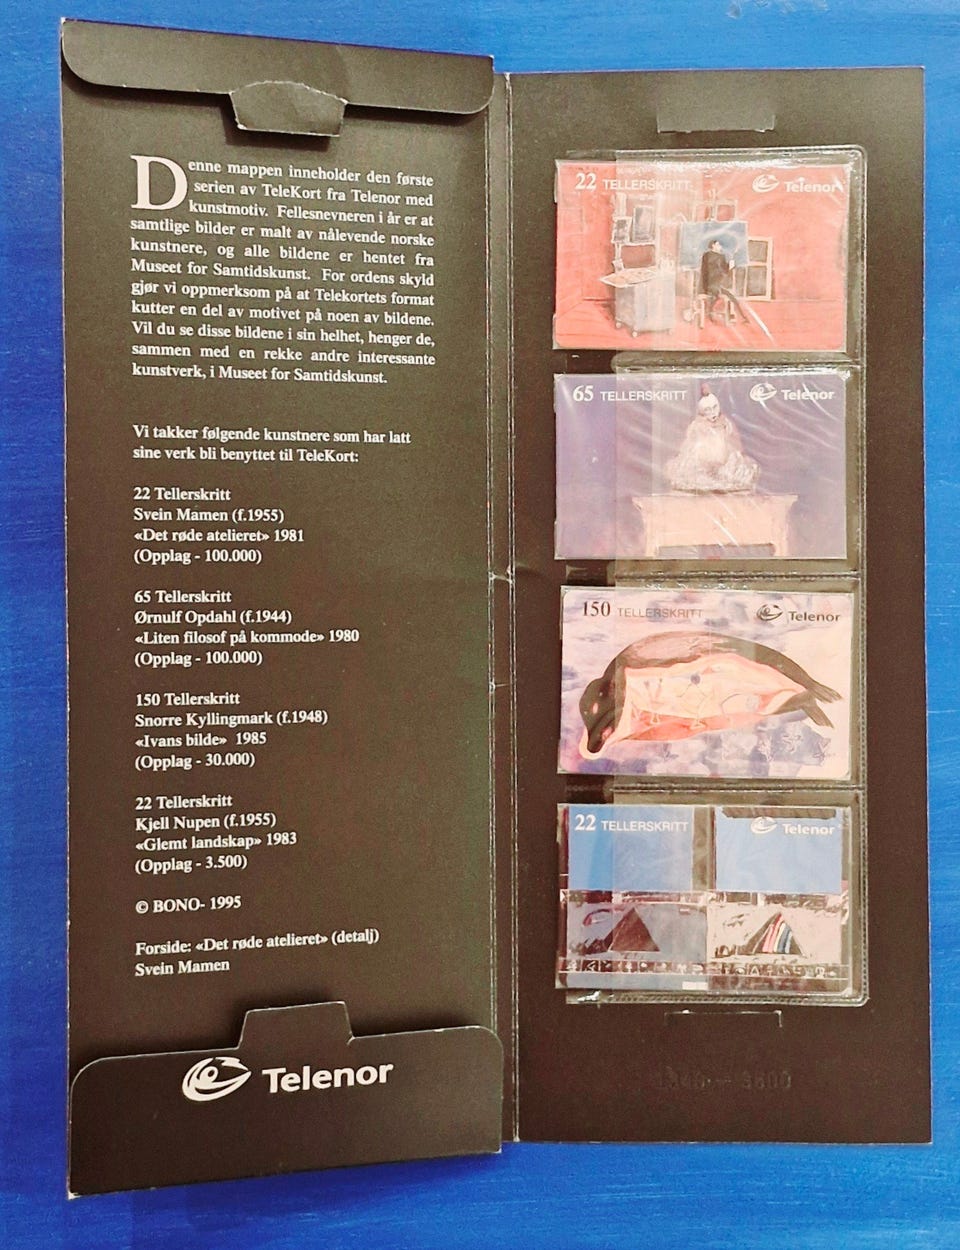 Denne mappen inneholder den første
serien av TeleKort fra Telenor med
kunstmotiv. Fellesnevneren i år er at
samtlige bilder er malt av nålevende norske
kunstnere, og alle bildene er hentet fra
Museet for Samtidskunst. For ordens skyld
gjør vi oppmerksom på at Telekortets format
kutter en del av motivet på noen av bildene.
Vil du se disse bildene i sin helhet, henger de,
sammen med en rekke andre interessante
kunstverk, i Museet for Samtidskunst.
Vi takker følgende kunstnere som har latt
sine verk bli benyttet til TeleKort:
22 Tellerskritt
Svein Mamen (f.1955)
«Det røde atelieret» 1981
(Opplag - 100.000)
65 Tellerskritt
Ørnulf Opdahl (f.1944)
«Liten filosof på kommode» 1980
(Opplag - 100.000)
150 Tellerskritt
Snorre Kyllingmark (f.1948)
«Ivans bilde» 1985
(Opplag - 30.000)
22 Tellerskritt
Kjell Nupen (f.1955)
«Glemt landskap» 1983
(Opplag - 3.500)
© BONO- 1995
Forside: «Det røde atelieret» (detalj)
Svein Mamen
Telenor
22 TELLERSKRITT Telenor
65 TELLERSKRITT Telenor
150 TELLERSKRITT Telenor
22 TELLERSKRITT Telenor